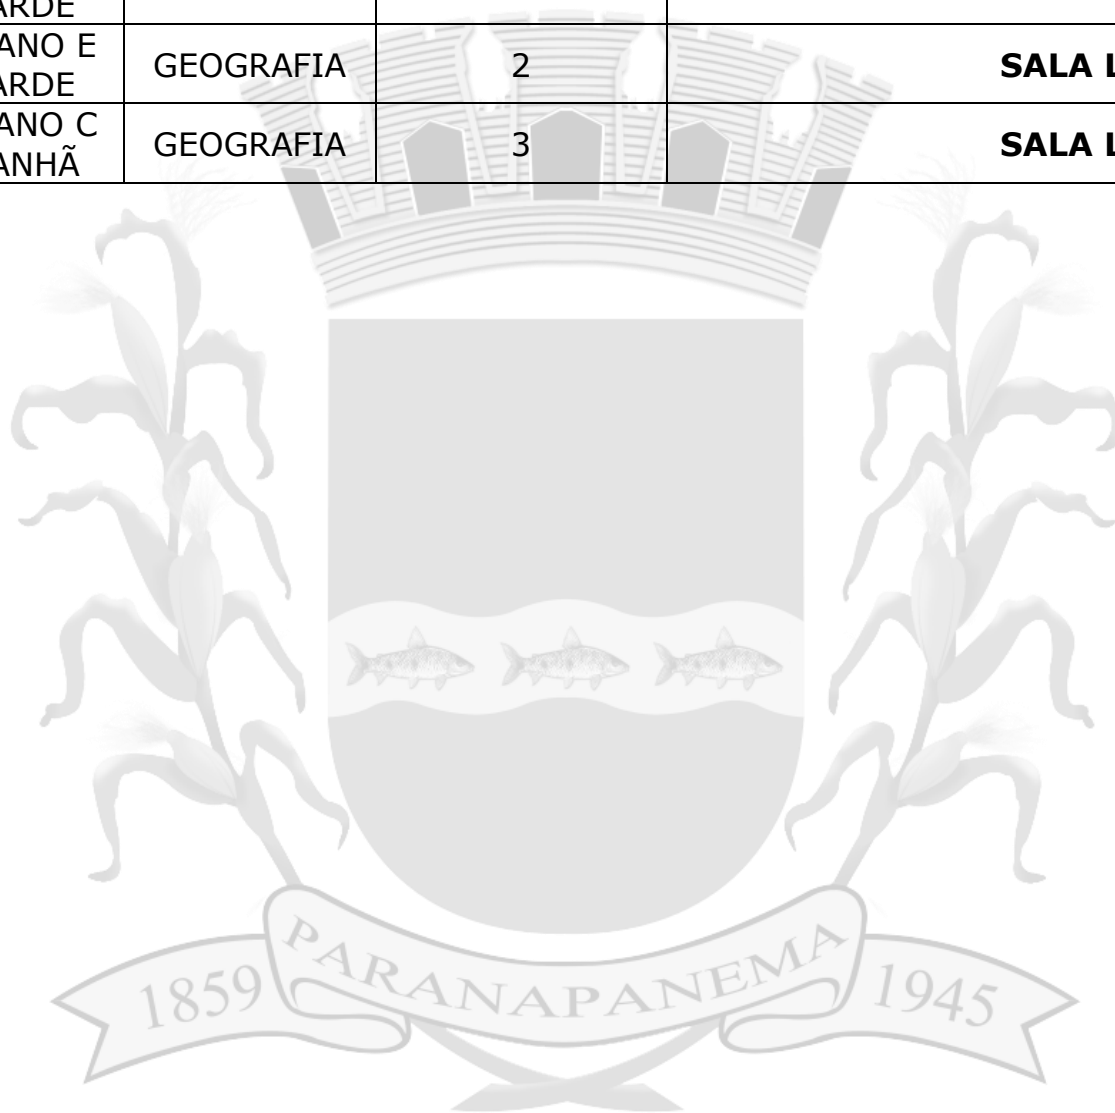 ARDE
ANO E
ARDE
GEOGRAFIA
2
SALA L
ANO C
ANHÃ
GEOGRAFIA
3
SALA L
1859
PARANAPANEMA
1945